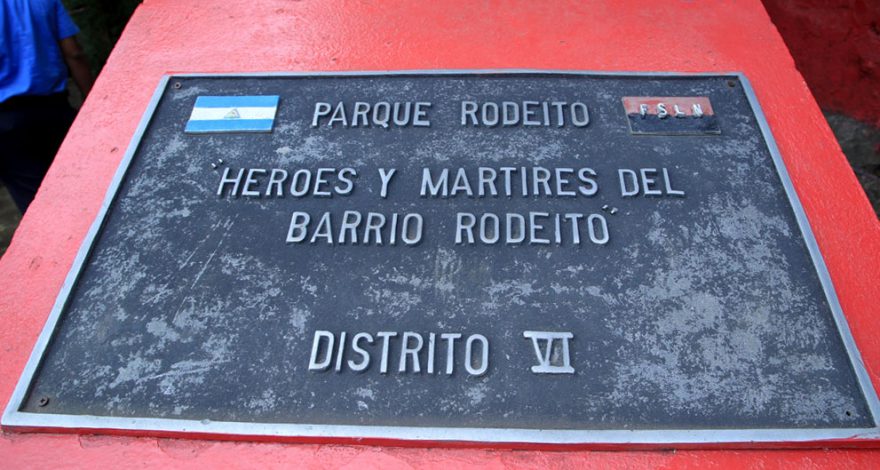 PARQUE RODEITO
FSLN
"HEROES Y MARTIRES DEL
BARRIO RODEITO"
DISTRITO VI